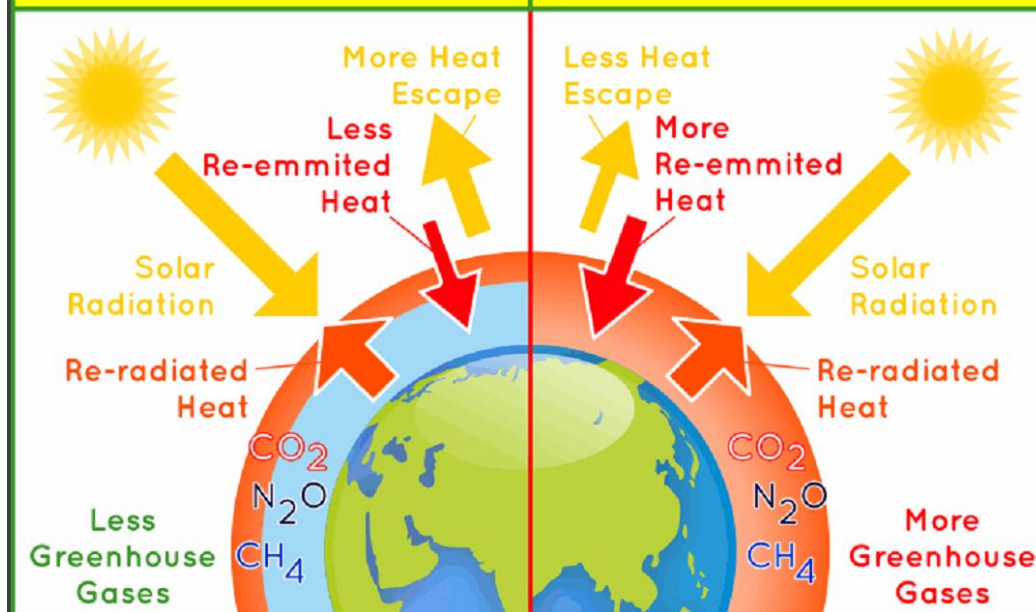 More Heat
Escape
Less
Re-emmited
Heat
Solar
Radiation
Re-radiated
Heat
CO₂
N₂O
CH₄
Less
Greenhouse
Gases
Less Heat
Escape
More
Re-emmited
Heat
Solar
Radiation
Re-radiated
Heat
CO₂
N₂O
CH₄
More
Greenhouse
Gases